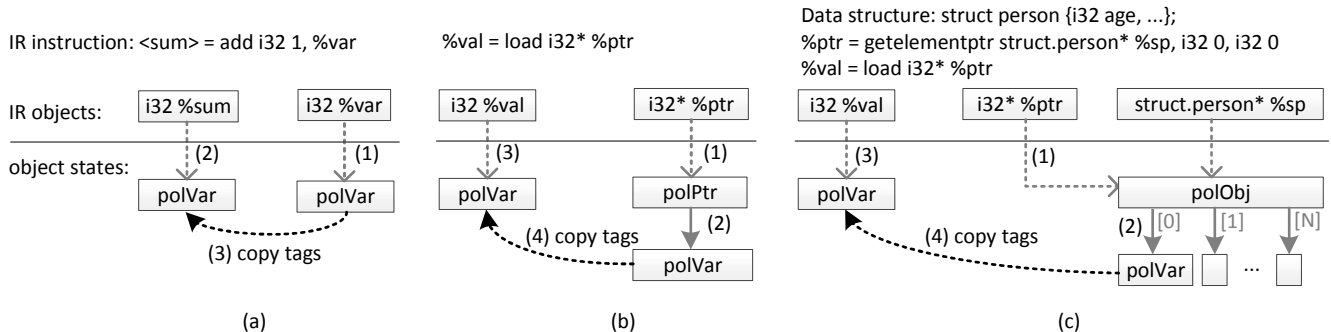 IR instruction: <sum> = add i32 1, %var
%val = load i32* %ptr
Data structure: struct person {i32 age, ...};
%ptr = getelementptr struct.person* %sp, i32 0, i32 0
%val = load i32* %ptr
IR objects:
i32 %sum
i32 %var
i32 %val
i32* %ptr
i32 %val
i32* %ptr
struct.person* %sp
object states:
(2)
(1)
(3)
(1)
(3)
(1)
polVar
polVar
polVar
polPtr
polVar
polObj
(3) copy tags
(4) copy tags
(2)
polVar
(4) copy tags
(2)
[0]
[1]
[N]
polVar
...
(a)
(b)
(c)